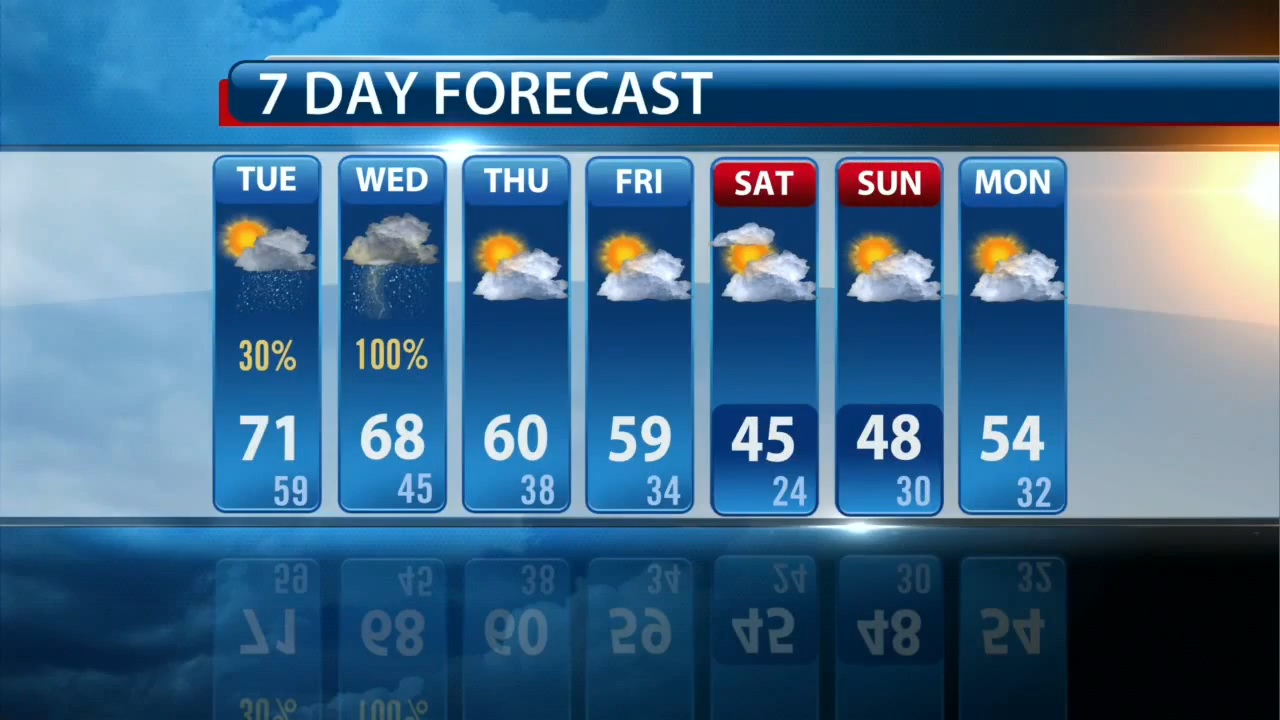 7 DAY FORECAST
TUE WED THU FRI SAT SUN MON
30% 100%
71 68 60 59 45 48 54
59 45 38 34 24 30 32